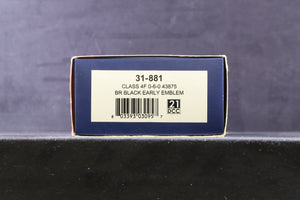 31-881
CLASS 4F 0-6-0 43875
BR BLACK EARLY EMBLEM
21
DCC